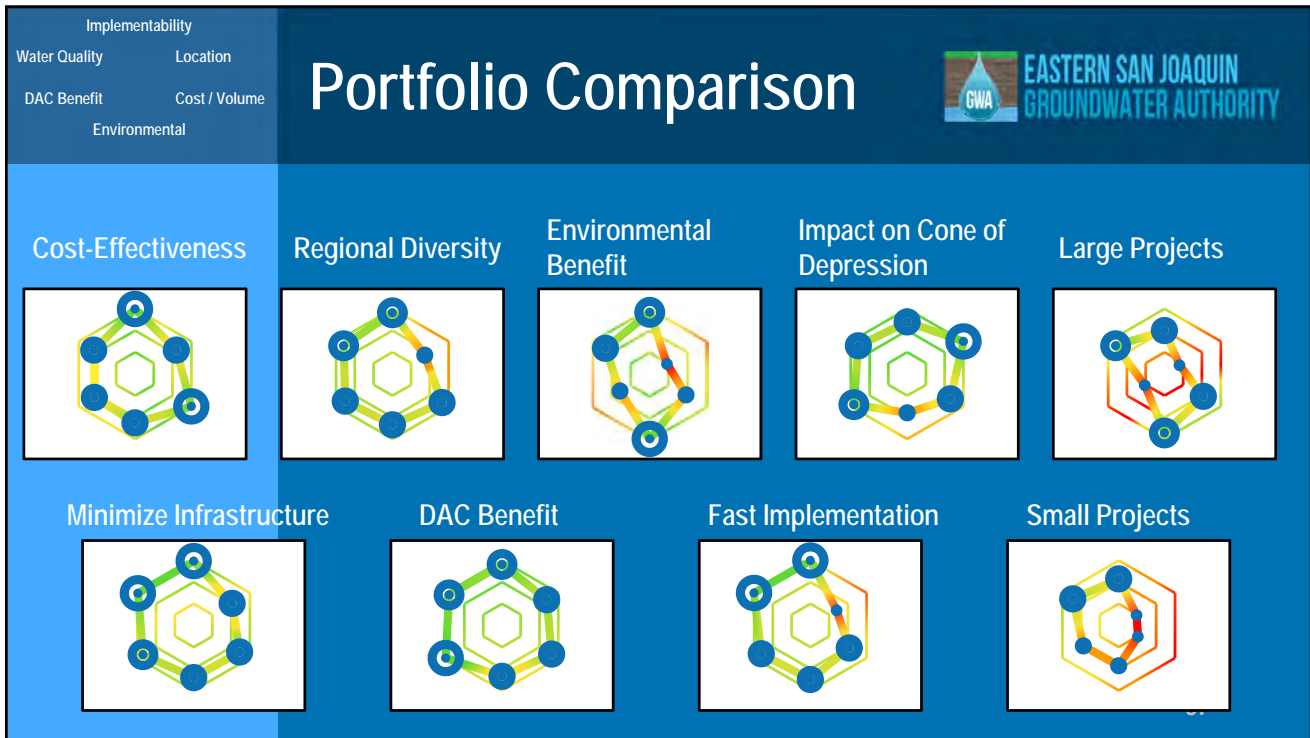 Implementability
Water Quality Location
DAC Benefit Cost / Volume
Environmental
Portfolio Comparison
GWA
EASTERN SAN JOAQUIN
GROUNDWATER AUTHORITY
Cost-Effectiveness
Regional Diversity
Environmental
Benefit
Impact on Cone of
Depression
Large Projects
Minimize Infrastructure
DAC Benefit
Fast Implementation
Small Projects